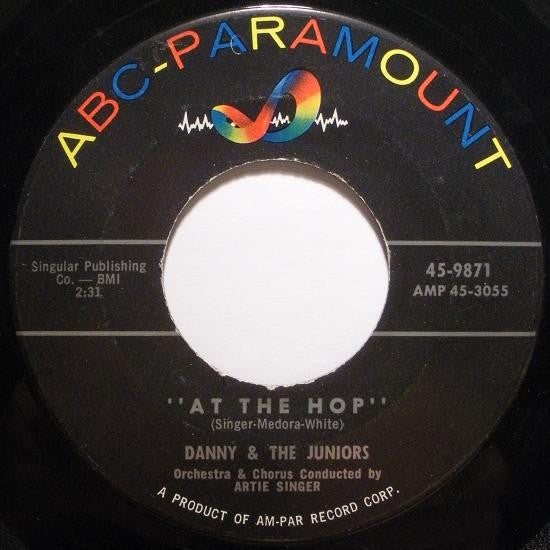 ABC-PARAMOUNT
Singular Publishing
Co. — BMI
2:31
45-9871
AMP 45-3055
"AT THE HOP"
(Singer-Medora-White)
DANNY & THE JUNIORS
Orchestra & Chorus Conducted by
ARTIE SINGER
A PRODUCT OF AM-PAR RECORD CORP.